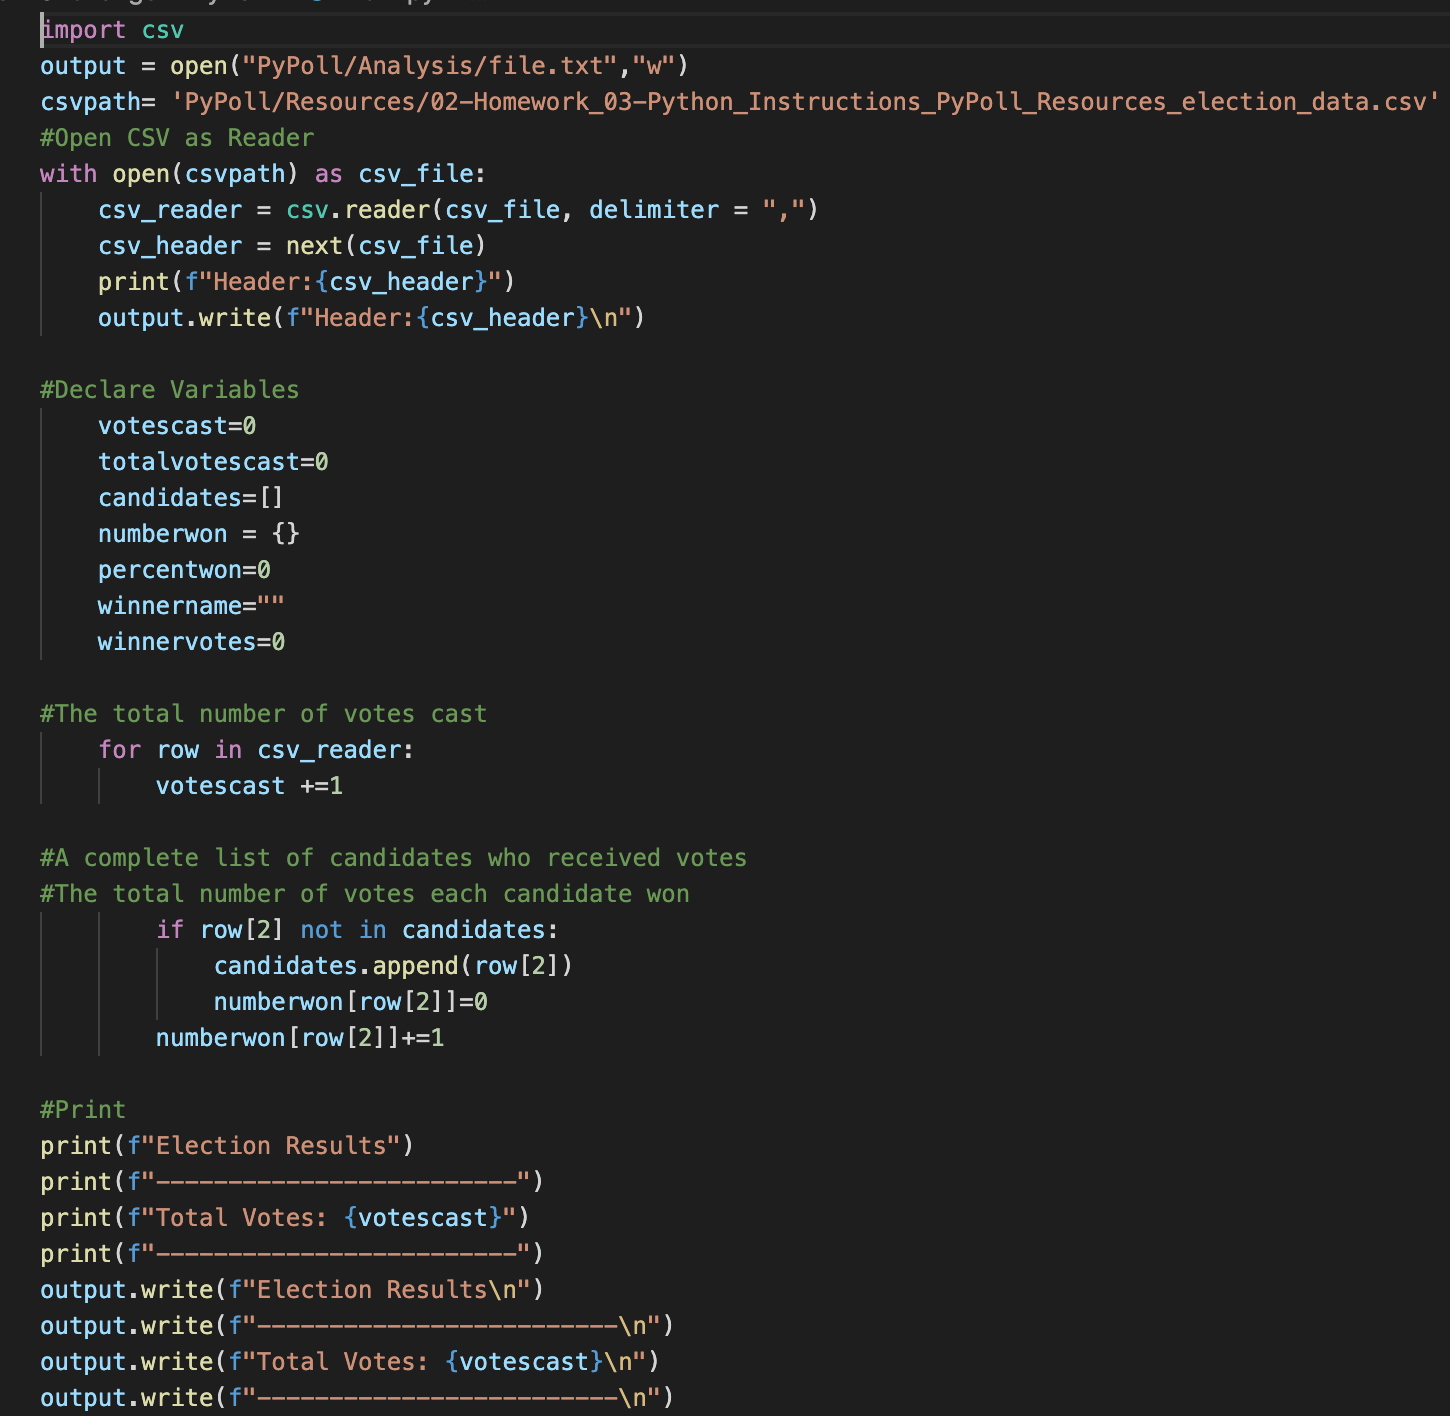 import csv
output = open("PyPoll/Analysis/file.txt","w")
csvpath= 'PyPoll/Resources/02-Homework_03-Python_Instructions_PyPoll_Resources_election_data.csv'
#Open CSV as Reader
with open(csvpath) as csv_file:
    csv_reader = csv.reader(csv_file, delimiter = ",")
    csv_header = next(csv_file)
    print(f"Header:{csv_header}")
    output.write(f"Header:{csv_header}\n")

#Declare Variables
    votescast=0
    totalvotescast=0
    candidates=[]
    numberwon = {}
    percentwon=0
    winnername=""
    winnervotes=0

#The total number of votes cast
    for row in csv_reader:
        votescast +=1

#A complete list of candidates who received votes
#The total number of votes each candidate won
        if row[2] not in candidates:
            candidates.append(row[2])
            numberwon[row[2]]=0
        numberwon[row[2]]+=1

#Print
print(f"Election Results")
print(f"-------------------------")
print(f"Total Votes: {votescast}")
print(f"-------------------------")
output.write(f"Election Results\n")
output.write(f"-------------------------\n")
output.write(f"Total Votes: {votescast}\n")
output.write(f"-------------------------\n")